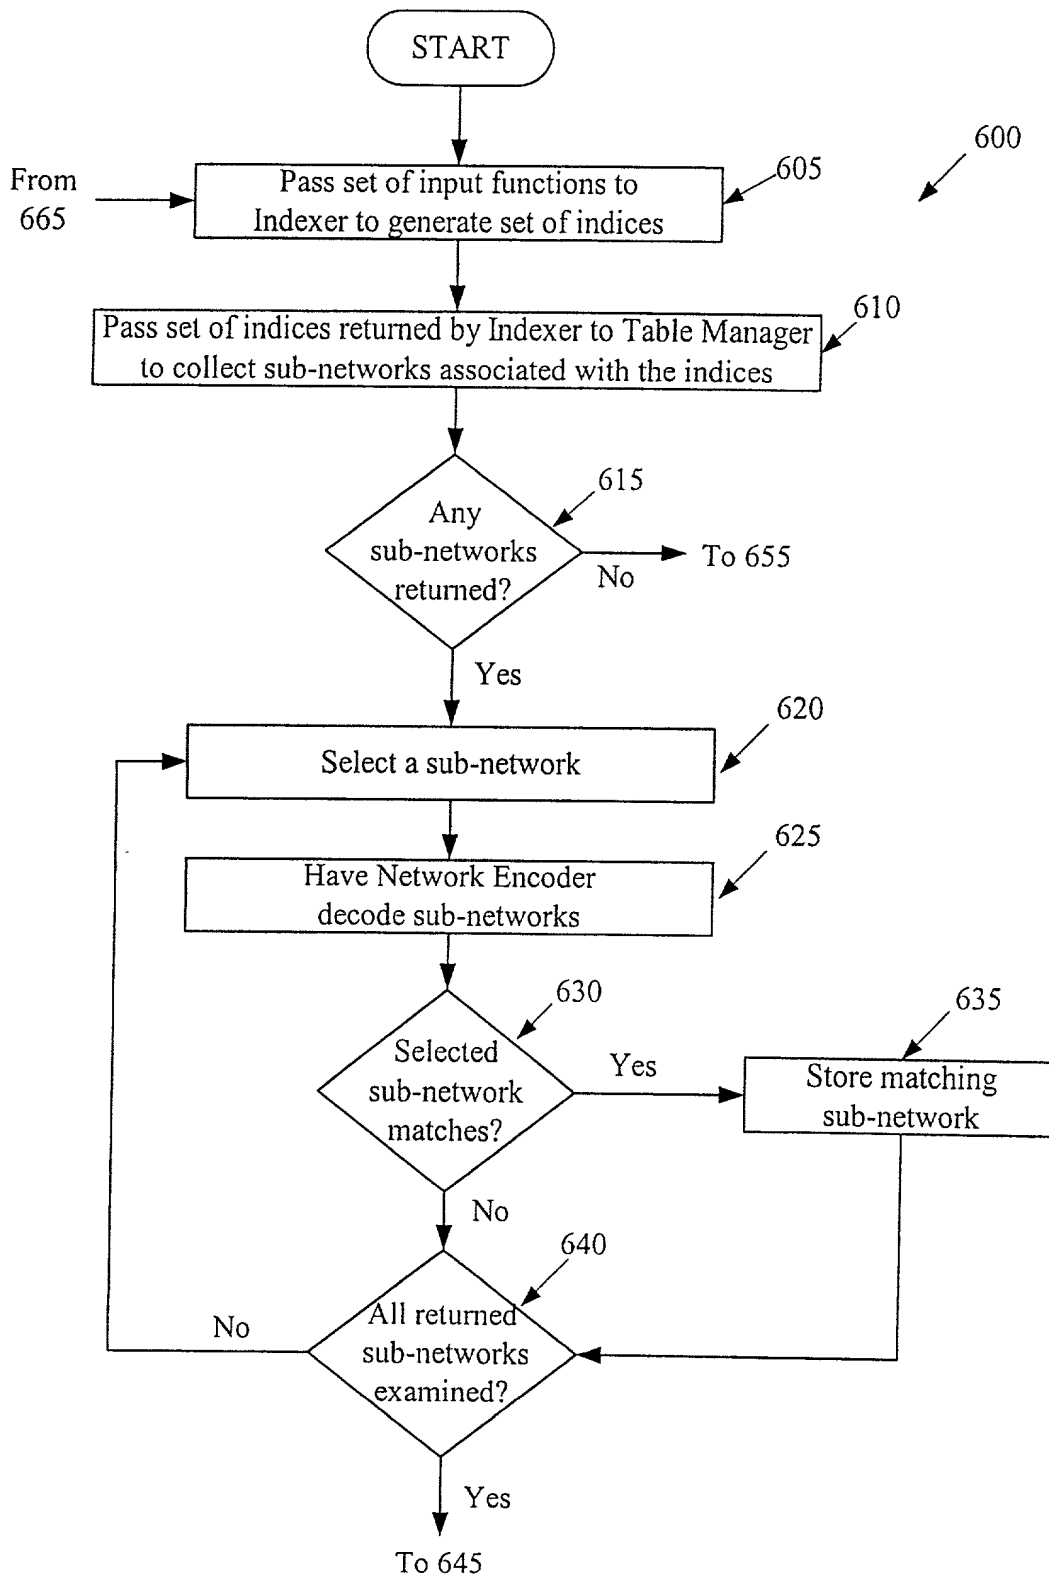 START
600
605
From
665
Pass set of input functions to
Indexer to generate set of indices
610
Pass set of indices returned by Indexer to Table Manager
to collect sub-networks associated with the indices
615
Any
sub-networks
returned?
No
To 655
Yes
620
Select a sub-network
625
Have Network Encoder
decode sub-networks
630
Selected
sub-network
matches?
Yes
635
Store matching
sub-network
No
640
All returned
sub-networks
examined?
No
Yes
To 645